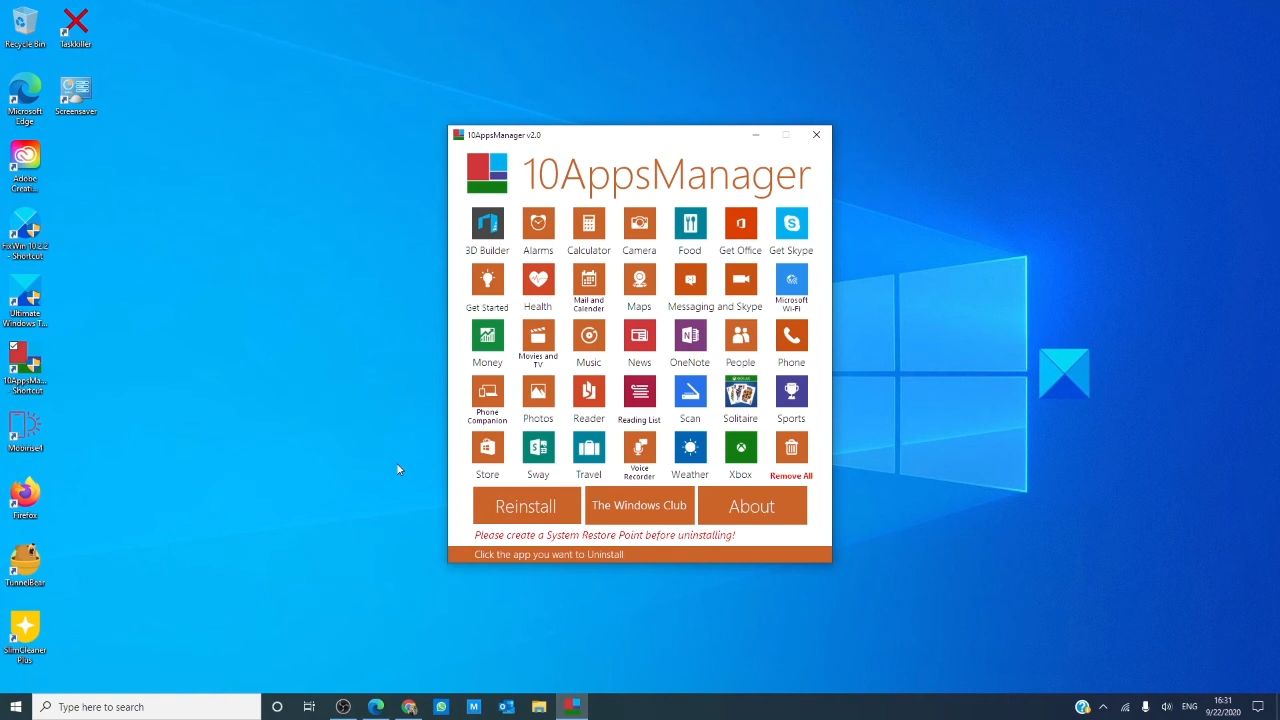 Recycle Bin
Taskkiller
Microsoft
Edge
Screensaver
Adobe
Creati...
FixWin 10.2.2
- Shortcut
Ultimate
Windows T...
10AppsMa...
- Shortcut
Mobirise4
Firefox
TunnelBear
SlimCleaner
Plus
10AppsManager v2.0
10AppsManager
3D Builder Alarms Calculator Camera Food Get Office Get Skype
Get Started Health Mail and Calender Maps Messaging and Skype Microsoft Wi-Fi
Money Movies and TV Music News OneNote People Phone
Phone Companion Photos Reader Reading List Scan Solitaire Sports
Store Sway Travel Voice Recorder Weather Xbox Remove All
Reinstall The Windows Club About
Please create a System Restore Point before uninstalling!
Click the app you want to Uninstall
Type here to search
ENG
16:31
9/22/2020